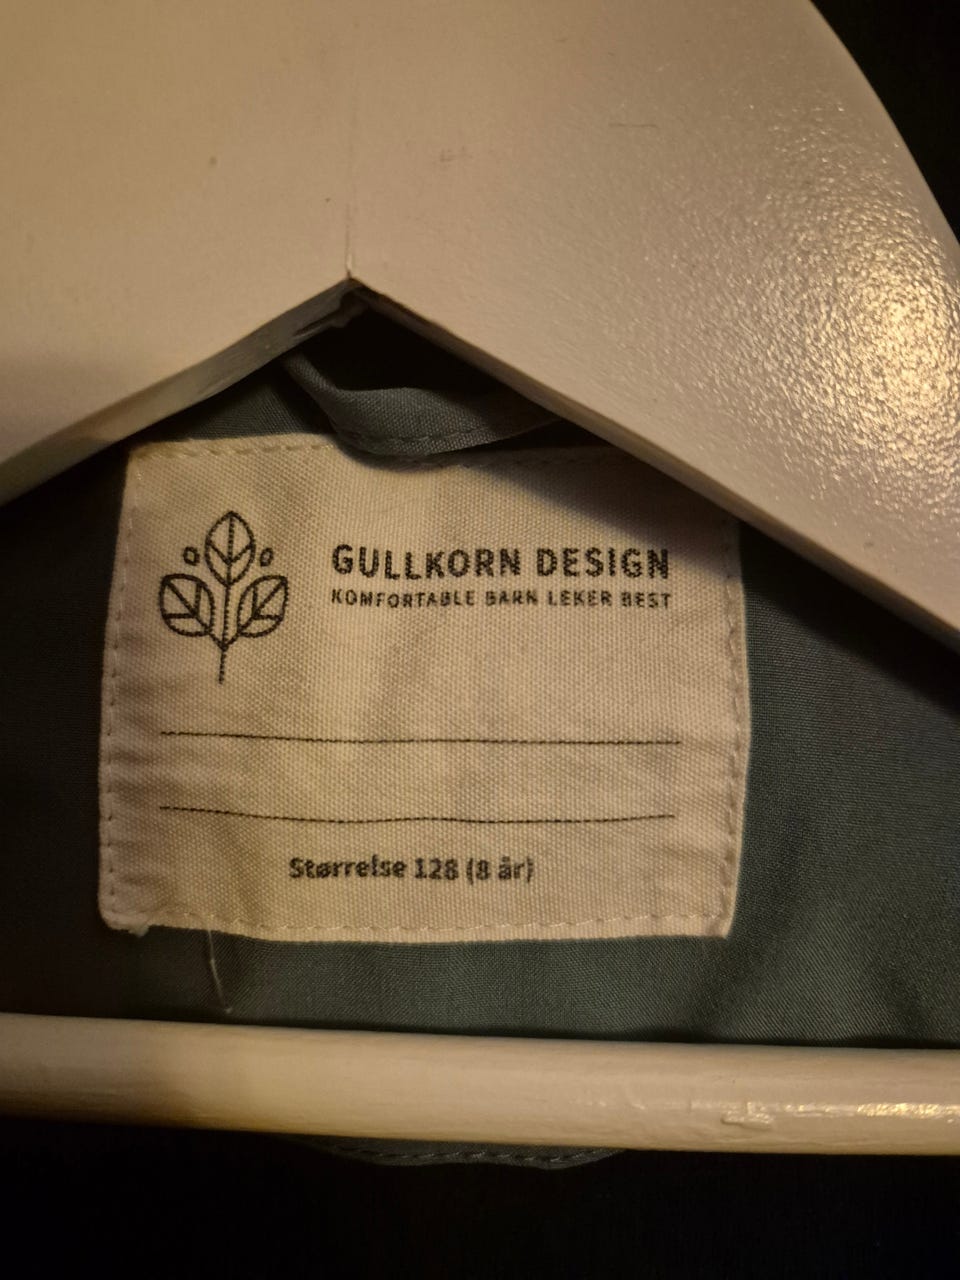 GULLKORN DESIGN
KOMFORTABLE BARN LEKER BEST
Størrelse 128 (8 år)